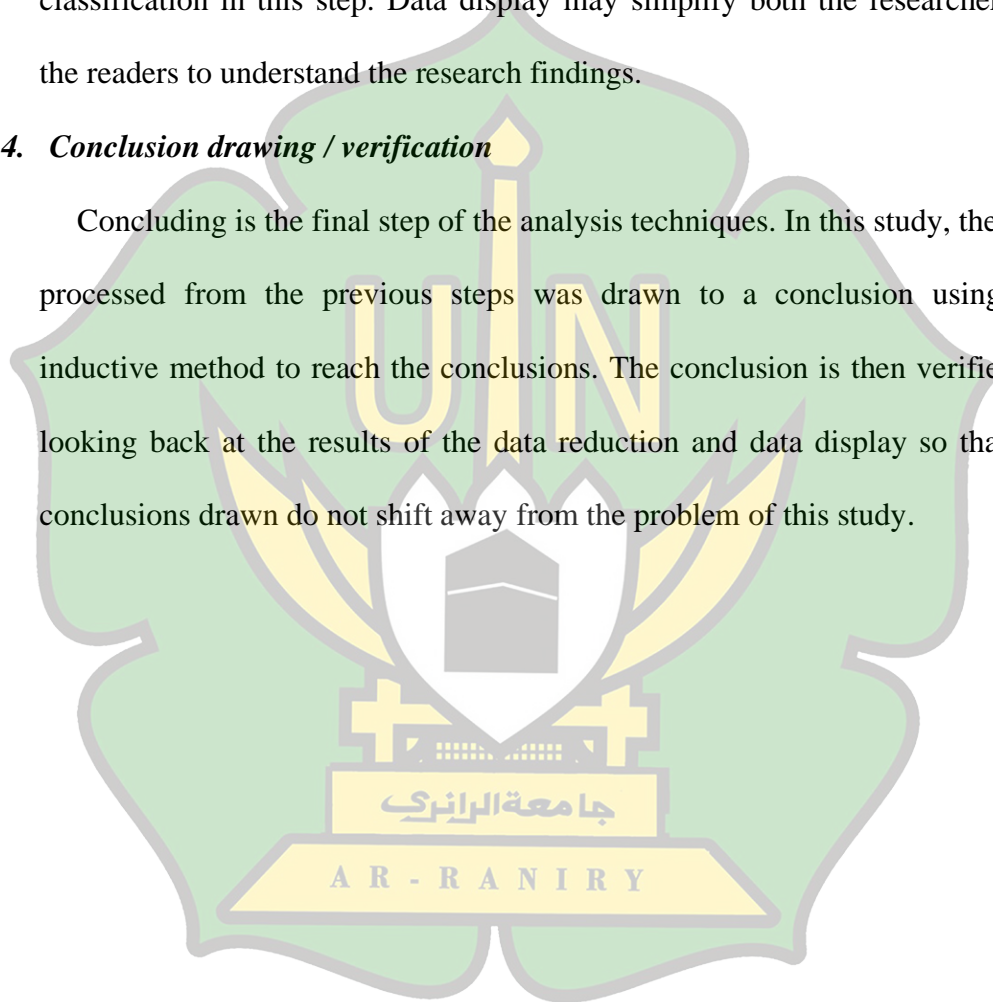 classification in this step. Data display may simplify both the researcher
the readers to understand the research findings.
4. Conclusion drawing / verification
Concluding is the final step of the analysis techniques. In this study, the
processed from the previous steps was drawn to a conclusion using
inductive method to reach the conclusions. The conclusion is then verifie
looking back at the results of the data reduction and data display so tha
conclusions drawn do not shift away from the problem of this study.
UIN
جامعة الرانري
AR-RANIRY